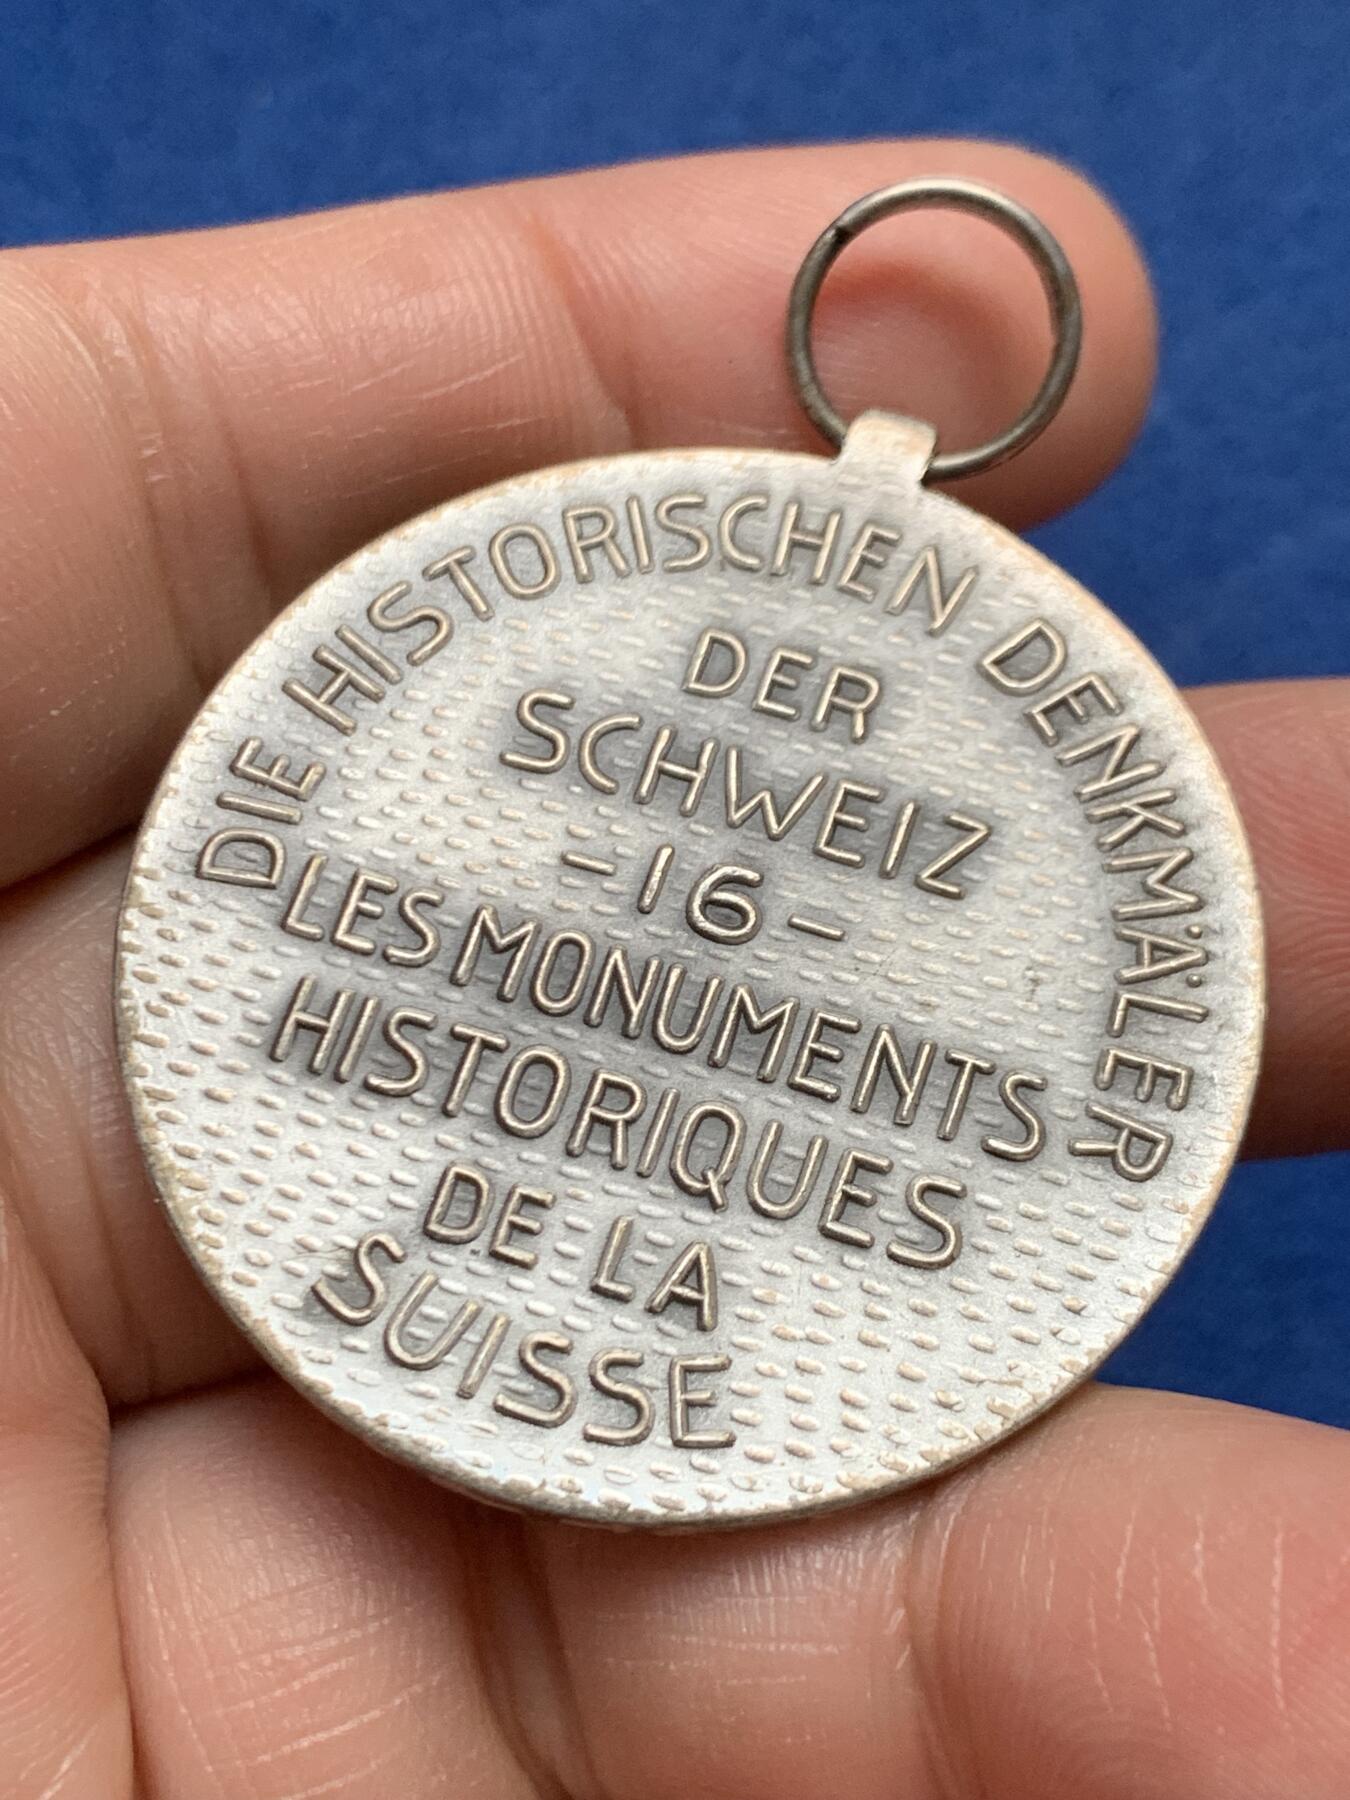 DIE HISTORISCHEN DENKMÄLER
DER
SCHWEIZ
-16-
LES MONUMENTS
HISTORIQUES
DE LA
SUISSE